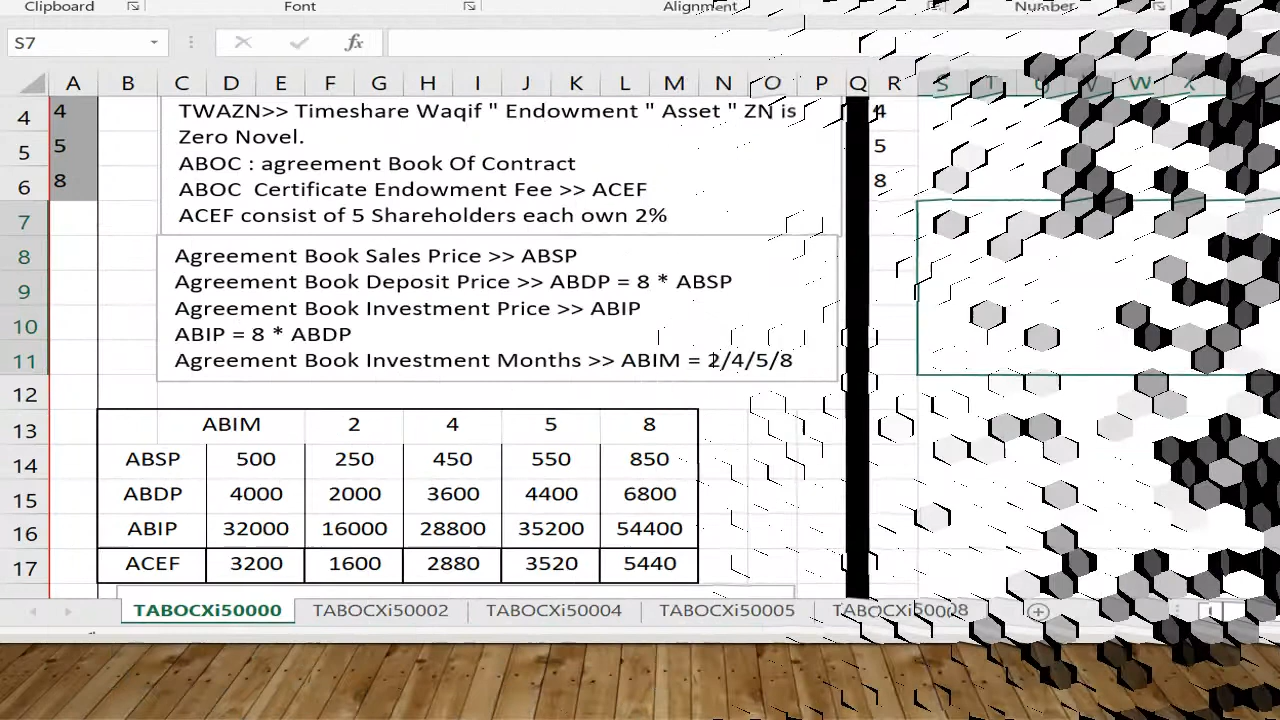 Clipboard Font Alignment Number
S7 fx
A B C D E F G H I J K L M N O P Q R S T U V W X
4 4 TWAZN>> Timeshare Waqif " Endowment " Asset " ZN is 4
Zero Novel.
5 5 ABOC : agreement Book Of Contract 5
6 8 ABOC Certificate Endowment Fee >> ACEF 8
7 ACEF consist of 5 Shareholders each own 2%
8 Agreement Book Sales Price >> ABSP
9 Agreement Book Deposit Price >> ABDP = 8 * ABSP
Agreement Book Investment Price >> ABIP
10 ABIP = 8 * ABDP
11 Agreement Book Investment Months >> ABIM = 2/4/5/8
12
13 ABIM 2 4 5 8
14 ABSP 500 250 450 550 850
15 ABDP 4000 2000 3600 4400 6800
16 ABIP 32000 16000 28800 35200 54400
17 ACEF 3200 1600 2880 3520 5440
TABOCXi50000 TABOCXi50002 TABOCXi50004 TABOCXi50005 TABOCXi50008